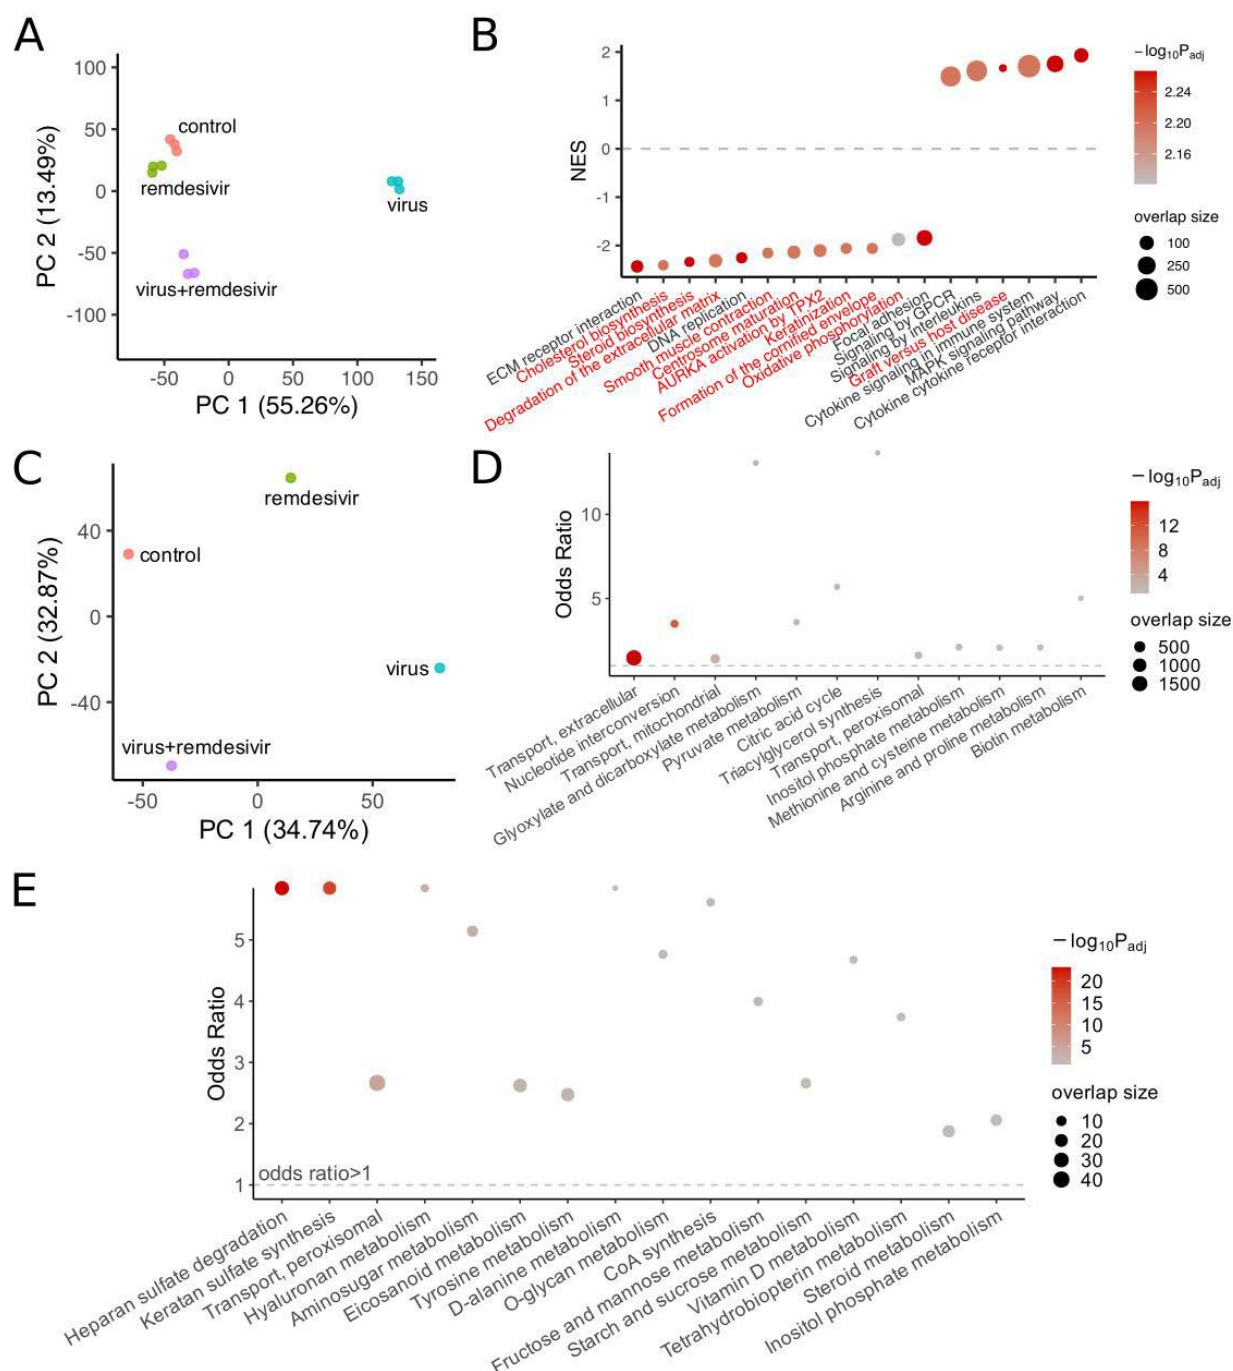 A
100
50
0
-50
-100
control
remdesivir
virus
virus+remdesivir
-50
0
50
100
150
PC 1 (55.26%)
PC 2 (13.49%)
B
2
1
0
-1
-2
NES
ECM receptor interaction
Cholesterol biosynthesis
Steroid biosynthesis
Degradation of the extracellular matrix
DNA replication
Smooth muscle contraction
Centrosome maturation
AURKA activation by TPX2
Keratinization
Formation of the cornified envelope
Oxidative phosphorylation
Focal adhesion
Signaling by GPCR
Signaling by interleukins
Graft versus host disease
Cytokine signaling in immune system
MAPK signaling pathway
Cytokine cytokine receptor interaction
−log10Padj
2.24
2.20
2.16
overlap size
100
250
500
C
40
0
-40
remdesivir
control
virus
virus+remdesivir
-50
0
50
PC 1 (34.74%)
PC 2 (32.87%)
D
10
5
Odds Ratio
Transport, extracellular
Nucleotide interconversion
Transport, mitochondrial
Glyoxylate and dicarboxylate metabolism
Pyruvate metabolism
Citric acid cycle
Triacylglycerol synthesis
Transport, peroxisomal
Inositol phosphate metabolism
Methionine and cysteine metabolism
Arginine and proline metabolism
Biotin metabolism
−log10Padj
12
8
4
overlap size
500
1000
1500
E
5
4
3
2
1
Odds Ratio
odds ratio>1
Heparan sulfate degradation
Keratan sulfate synthesis
Transport, peroxisomal
Hyaluronan metabolism
Aminosugar metabolism
Eicosanoid metabolism
Tyrosine metabolism
D-alanine metabolism
O-glycan metabolism
CoA synthesis
Fructose and mannose metabolism
Starch and sucrose metabolism
Vitamin D metabolism
Tetrahydrobiopterin metabolism
Steroid metabolism
Inositol phosphate metabolism
−log10Padj
20
15
10
5
overlap size
10
20
30
40